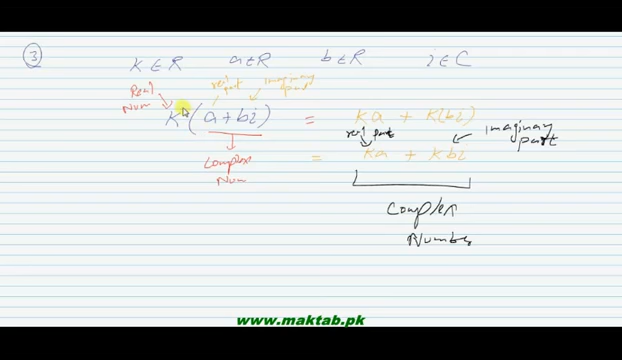 3 K ∈ R a ∈ R b ∈ R i ∈ C
real part imaginary part
Real Num
K ( a + bi ) = Ka + K(bi)
real part imaginary part
Complex Num = Ka + Kbi
Complex
Number
www.maktab.pk